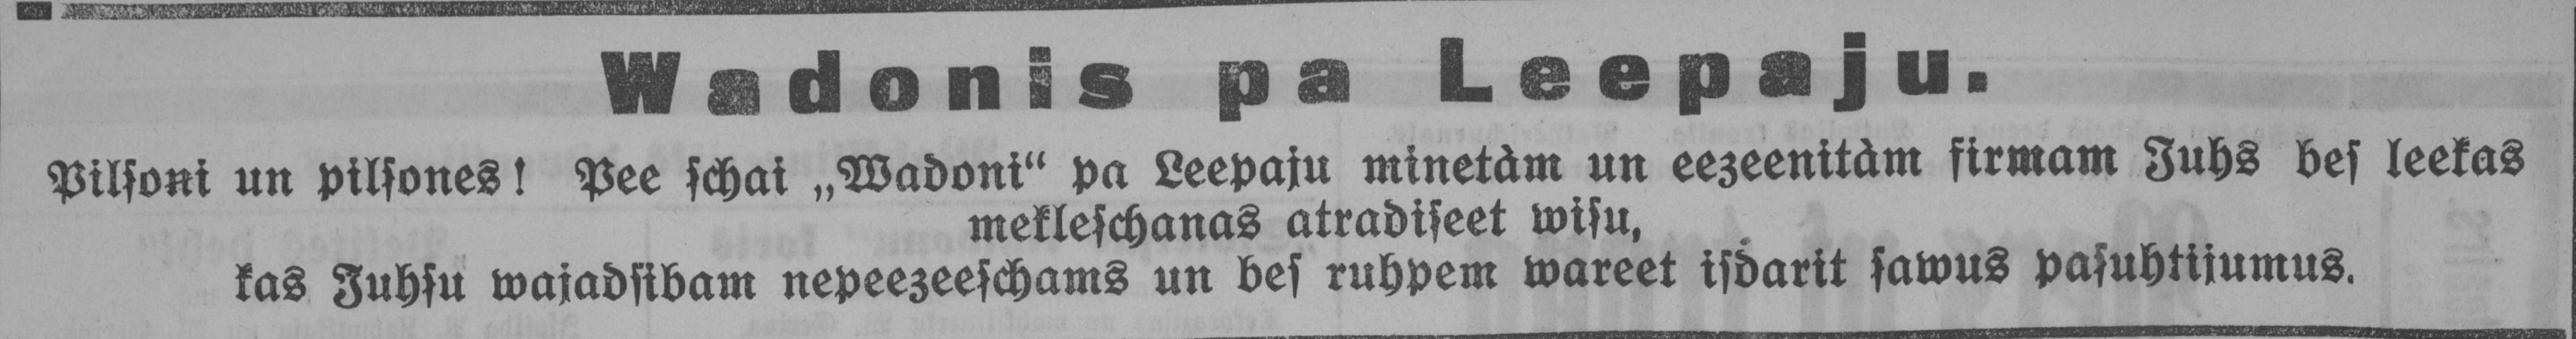 Wadonis pa Leepaju.
Pilſoni un pilſones! Pee ſchai „Wadoni“ pa Leepaju minetàm un eezeenitàm firmam Juhs beſ leekas
mekleſchanas atradiſeet wiſu,
kas Juhſu wajadſibam nepeezeeſchams un beſ ruhpem wareet iſdarit ſawus paſuhtijumus.